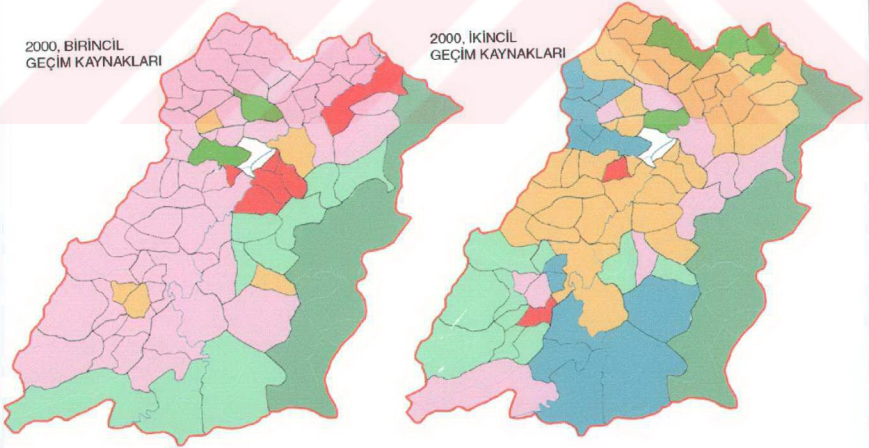 2000, BİRİNCİL
GEÇİM KAYNAKLARI
2000, İKİNCİL
GEÇİM KAYNAKLARI